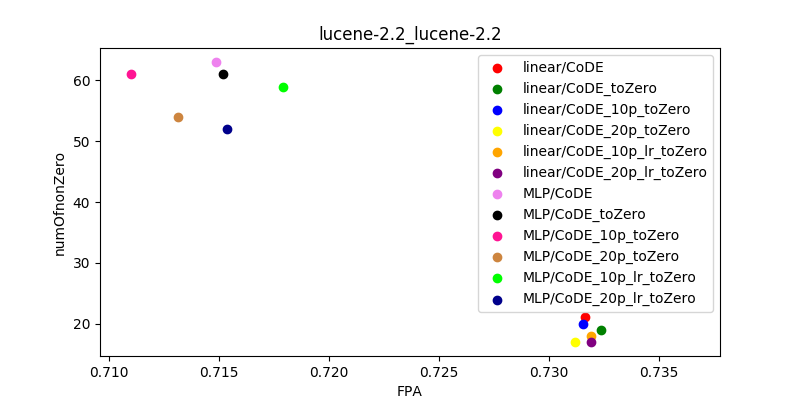 lucene-2.2_lucene-2.2
numOfnonZero
60
50
40
30
20
linear/CoDE
linear/CoDE_toZero
linear/CoDE_10p_toZero
linear/CoDE_20p_toZero
linear/CoDE_10p_lr_toZero
linear/CoDE_20p_lr_toZero
MLP/CoDE
MLP/CoDE_toZero
MLP/CoDE_10p_toZero
MLP/CoDE_20p_toZero
MLP/CoDE_10p_lr_toZero
MLP/CoDE_20p_lr_toZero
0.710 0.715 0.720 0.725 0.730 0.735
FPA